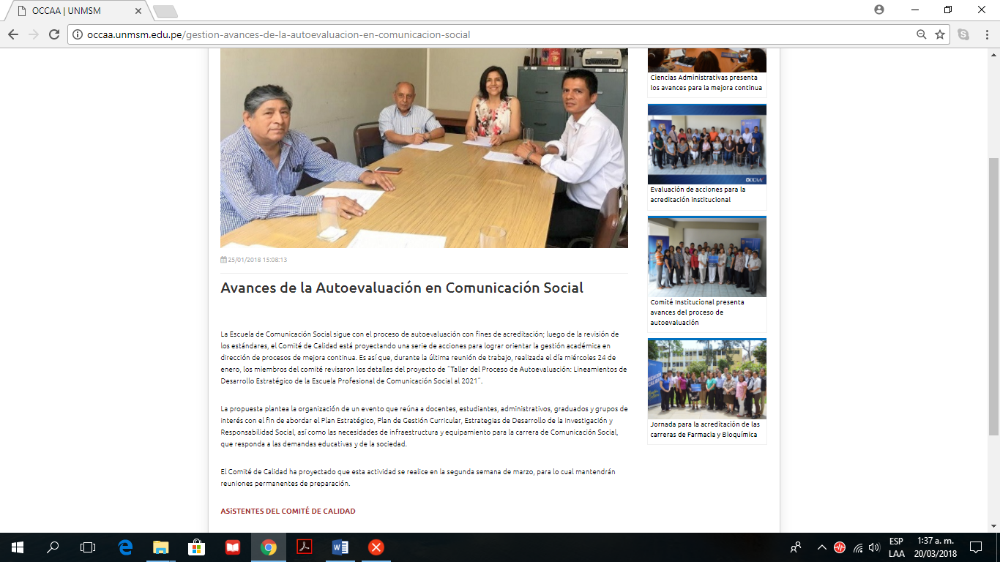 OCCAA | UNMSM
occaa.unmsm.edu.pe/gestion-avances-de-la-autoevaluacion-en-comunicacion-social
25/01/2018 15:08:13
Avances de la Autoevaluación en Comunicación Social
La Escuela de Comunicación Social sigue con el proceso de autoevaluación con fines de acreditación; luego de la revisión de
los estándares, el Comité de Calidad está proyectando una serie de acciones para lograr orientar la gestión académica en
dirección de procesos de mejora continua. Es así que, durante la última reunión de trabajo, realizada el día miércoles 24 de
enero, los miembros del comité revisaron los detalles del proyecto de "Taller del Proceso de Autoevaluación: Lineamientos de
Desarrollo Estratégico de la Escuela Profesional de Comunicación Social al 2021".
La propuesta plantea la organización de un evento que reúna a docentes, estudiantes, administrativos, graduados y grupos de
interés con el fin de abordar el Plan Estratégico, Plan de Gestión Curricular, Estrategias de Desarrollo de la Investigación y
Responsabilidad Social, así como las necesidades de infraestructura y equipamiento para la carrera de Comunicación Social,
que responda a las demandas educativas y de la sociedad.
El Comité de Calidad ha proyectado que esta actividad se realice en la segunda semana de marzo, para lo cual mantendrán
reuniones permanentes de preparación.
ASiSTENTES DEL COMITÉ DE CALIDAD
Ciencias Administrativas presenta
los avances para la mejora continua
OCCAA
Evaluación de acciones para la
acreditación institucional
Comité Institucional presenta
avances del proceso de
autoevaluación
Jornada para la acreditación de las
carreras de Farmacia y Bioquímica
ESP
LAA
1:37 a. m.
20/03/2018